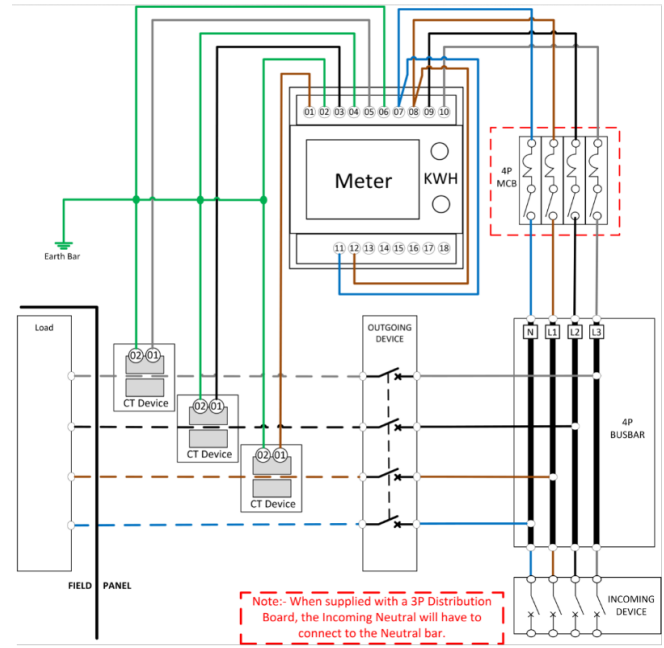 01 02 03 04 05 06 07 08 09 10
4P
MCB
Meter
KWH
11 12 13 14 15 16 17 18
Earth Bar
Load
OUTGOING
DEVICE
N L1 L2 L3
02 01
CT Device
02 01
CT Device
02 01
CT Device
4P
BUSBAR
FIELD PANEL
INCOMING
DEVICE
Note:- When supplied with a 3P Distribution
Board, the Incoming Neutral will have to
connect to the Neutral bar.